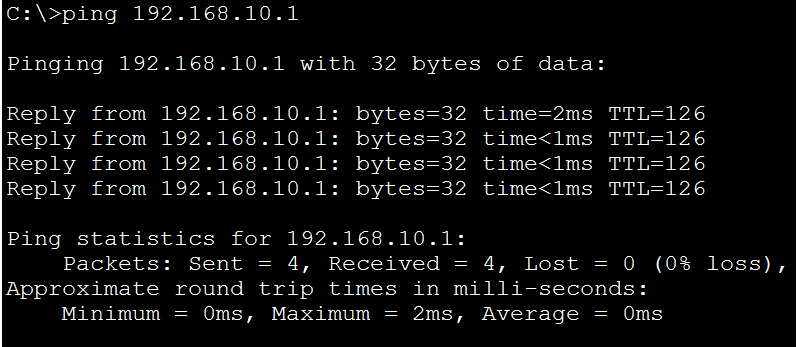 C:\>ping 192.168.10.1
Pinging 192.168.10.1 with 32 bytes of data:
Reply from 192.168.10.1: bytes=32 time=2ms TTL=126
Reply from 192.168.10.1: bytes=32 time<1ms TTL=126
Reply from 192.168.10.1: bytes=32 time<1ms TTL=126
Reply from 192.168.10.1: bytes=32 time<1ms TTL=126
Ping statistics for 192.168.10.1:
    Packets: Sent = 4, Received = 4, Lost = 0 (0% loss),
Approximate round trip times in milli-seconds:
    Minimum = 0ms, Maximum = 2ms, Average = 0ms